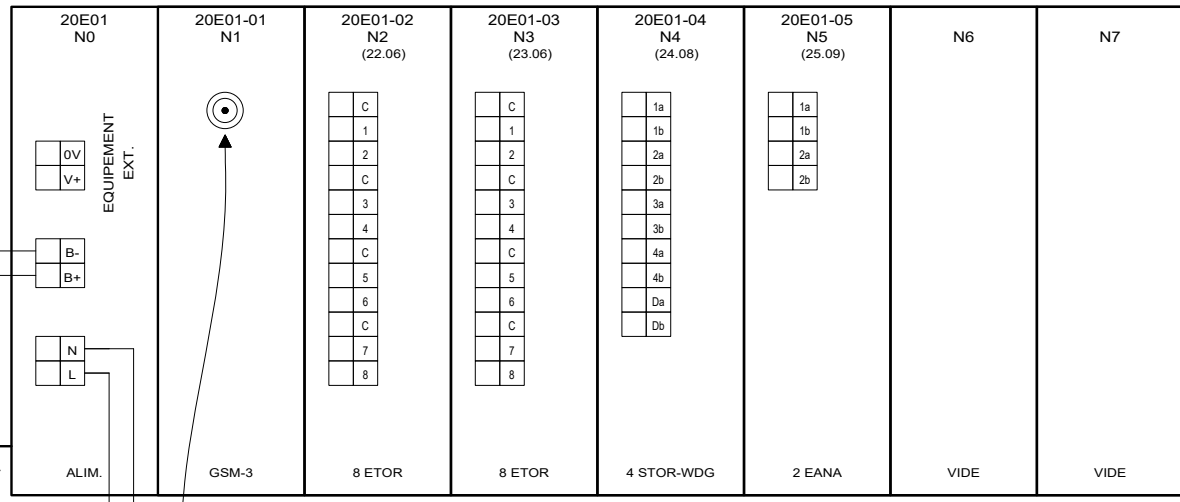 20E01
N0
0V
V+
EQUIPEMENT
EXT.
B-
B+
N
L
ALIM.
20E01-01
N1
GSM-3
20E01-02
N2
(22.06)
C
1
2
C
3
4
C
5
6
C
7
8
8 ETOR
20E01-03
N3
(23.06)
C
1
2
C
3
4
C
5
6
C
7
8
8 ETOR
20E01-04
N4
(24.08)
1a
1b
2a
2b
3a
3b
4a
4b
Da
Db
4 STOR-WDG
20E01-05
N5
(25.09)
1a
1b
2a
2b
2 EANA
N6
VIDE
N7
VIDE